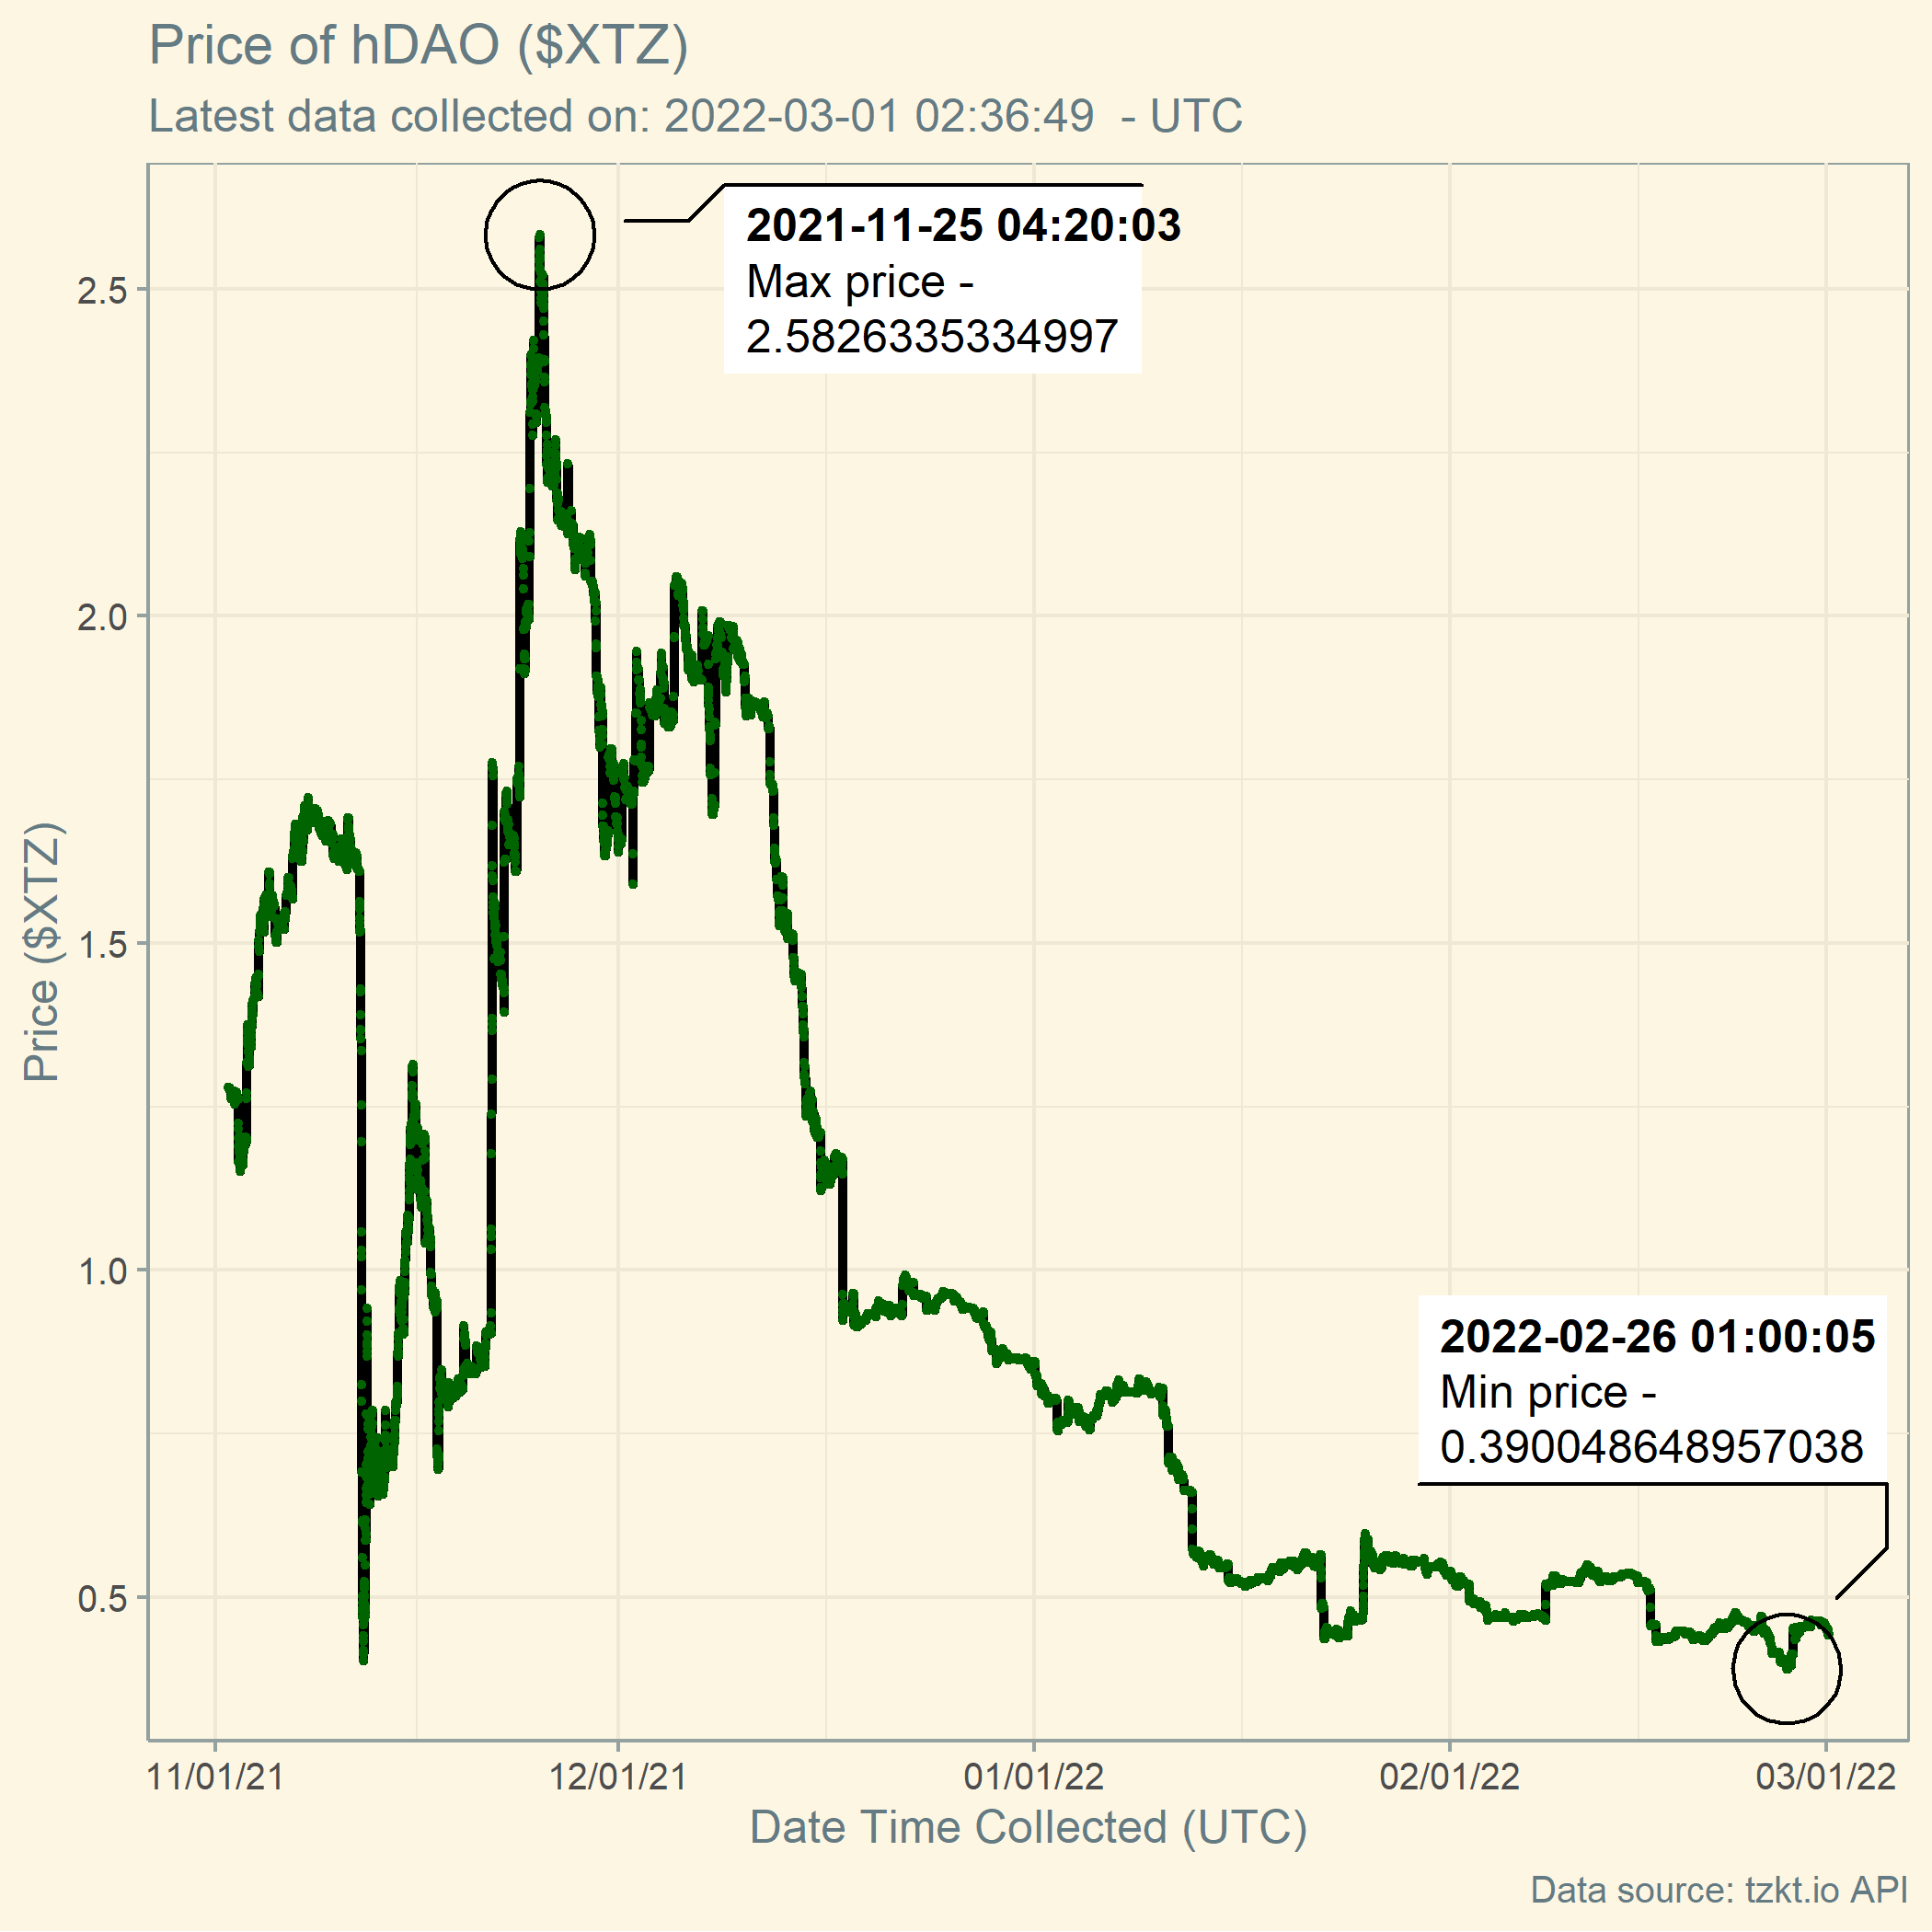 Price of hDAO ($XTZ)
Latest data collected on: 2022-03-01 02:36:49  - UTC
2021-11-25 04:20:03
Max price -
2.5826335334997
2.5
2.0
1.5
1.0
0.5
Price ($XTZ)
2022-02-26 01:00:05
Min price -
0.390048648957038
11/01/21
12/01/21
01/01/22
02/01/22
03/01/22
Date Time Collected (UTC)
Data source: tzkt.io API